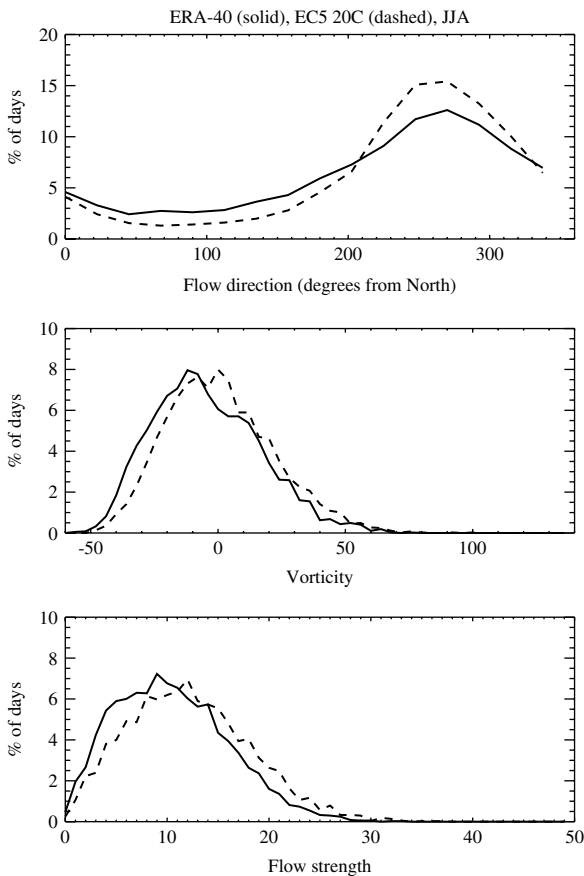 ERA-40 (solid), EC5 20C (dashed), JJA
20
15
10
5
0
% of days
0 100 200 300
Flow direction (degrees from North)
10
8
6
4
2
0
% of days
-50 0 50 100
Vorticity
10
8
6
4
2
0
% of days
0 10 20 30 40 50
Flow strength